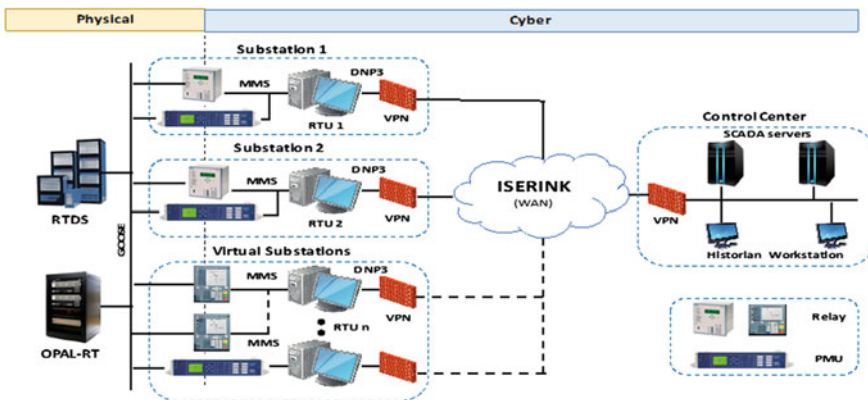 Physical
Cyber
Substation 1
MMS
DNP3
RTU 1
VPN
Substation 2
MMS
DNP3
RTU 2
VPN
RTDS
GOOSE
Virtual Substations
MMS
DNP3
MMS
RTU n
VPN
OPAL-RT
ISERINK
(WAN)
Control Center
SCADA servers
VPN
Historian Workstation
Relay
PMU